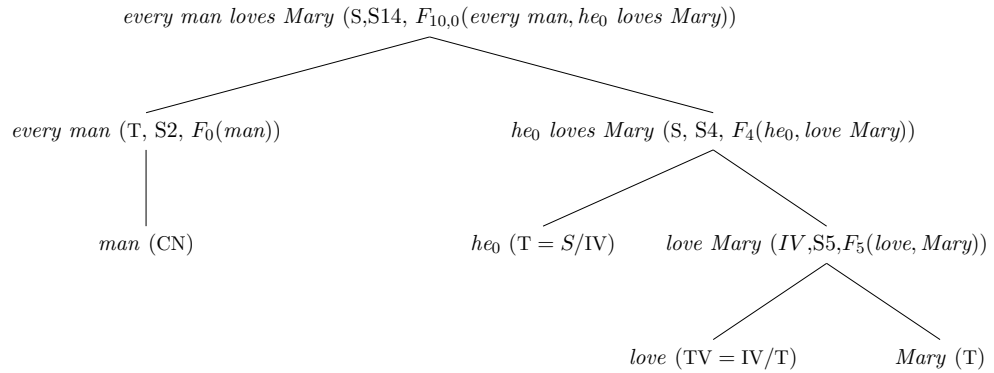 every man loves Mary (S,S14, F₁₀,₀(every man, he₀ loves Mary))
every man (T, S2, F₀(man))
he₀ loves Mary (S, S4, F₄(he₀, love Mary))
man (CN)
he₀ (T = S/IV)
love Mary (IV,S5,F₅(love, Mary))
love (TV = IV/T)
Mary (T)